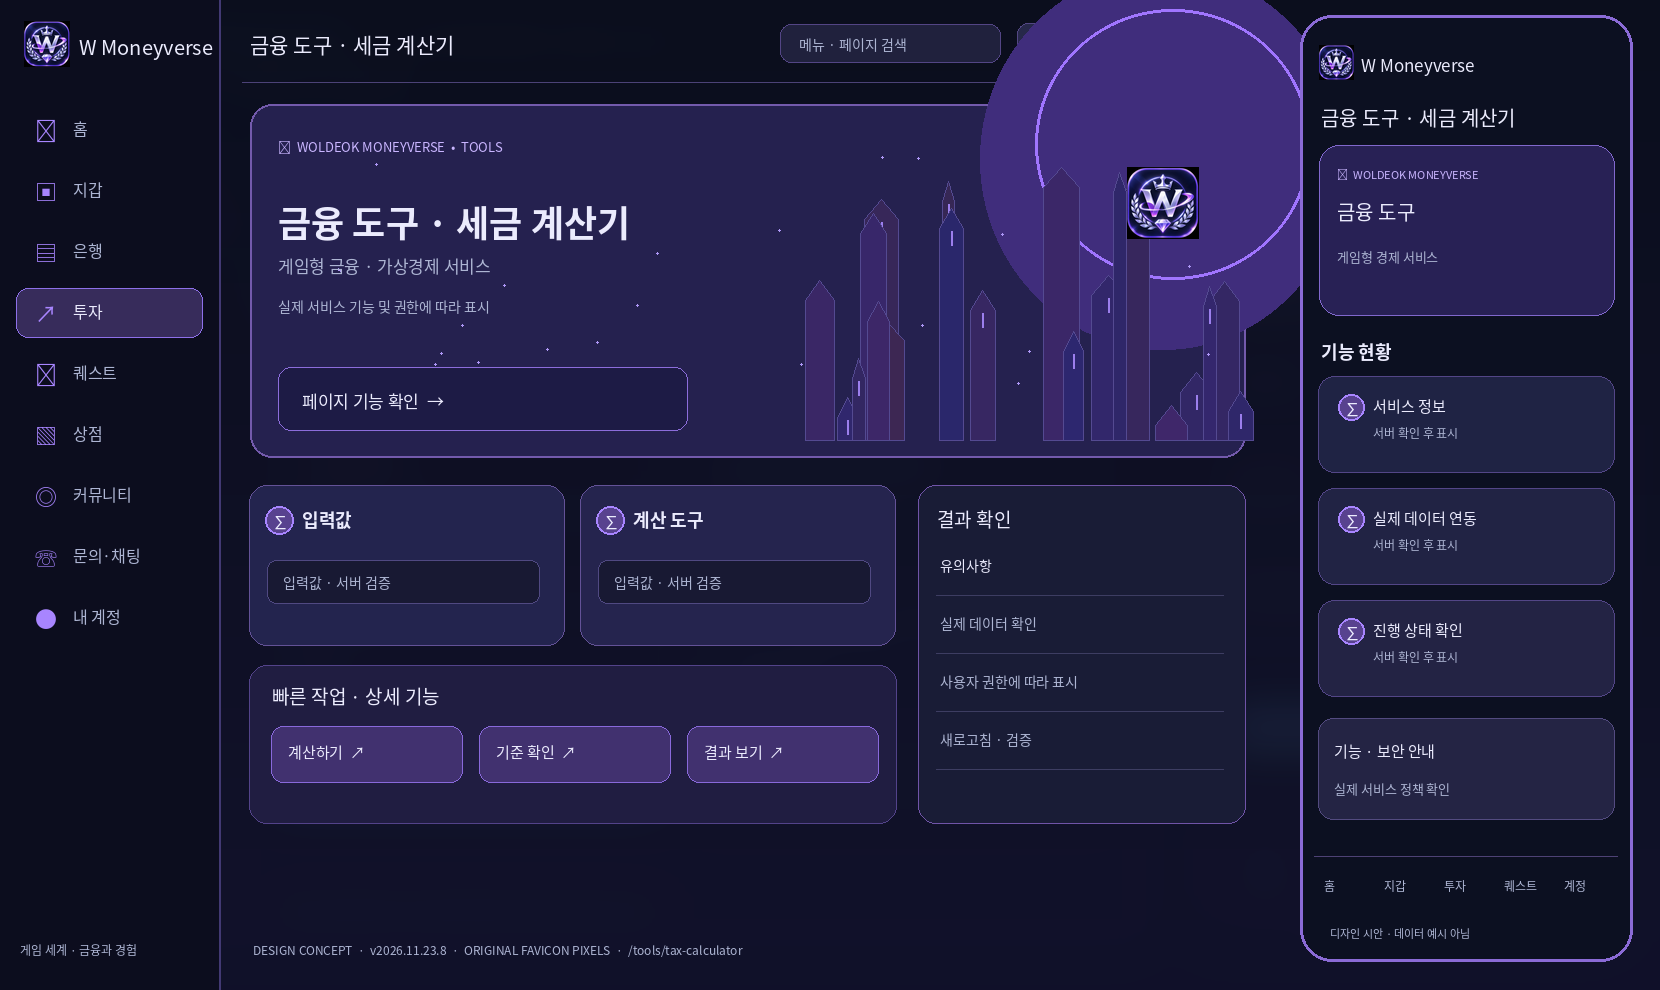 W Moneyverse
홈
지갑
은행
투자
퀘스트
상점
커뮤니티
문의·채팅
내 계정
게임 세계 · 금융과 경험
금융 도구 · 세금 계산기
메뉴 · 페이지 검색
WOLDEOK MONEYVERSE • TOOLS
금융 도구 · 세금 계산기
게임형 금융 · 가상경제 서비스
실제 서비스 기능 및 권한에 따라 표시
페이지 기능 확인 →
W
∑ 입력값
입력값 · 서버 검증
∑ 계산 도구
입력값 · 서버 검증
결과 확인
유의사항
실제 데이터 확인
사용자 권한에 따라 표시
새로고침 · 검증
빠른 작업 · 상세 기능
계산하기 ↗
기준 확인 ↗
결과 보기 ↗
DESIGN CONCEPT · v2026.11.23.8 · ORIGINAL FAVICON PIXELS · /tools/tax-calculator
W Moneyverse
금융 도구 · 세금 계산기
WOLDEOK MONEYVERSE
금융 도구
게임형 경제 서비스
기능 현황
∑ 서비스 정보
서버 확인 후 표시
∑ 실제 데이터 연동
서버 확인 후 표시
∑ 진행 상태 확인
서버 확인 후 표시
기능 · 보안 안내
실제 서비스 정책 확인
홈 지갑 투자 퀘스트 계정
디자인 시안 · 데이터 예시 아님